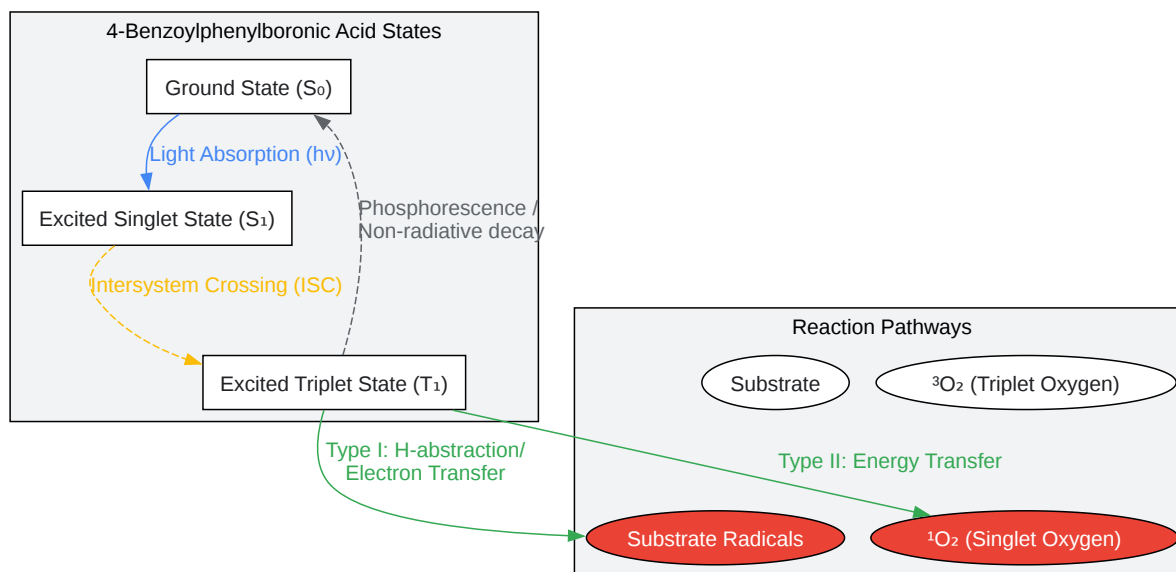 4-Benzoylphenylboronic Acid States
Ground State (S₀)
Light Absorption (hν)
Excited Singlet State (S₁)
Phosphorescence /
Non-radiative decay
Intersystem Crossing (ISC)
Excited Triplet State (T₁)
Reaction Pathways
Substrate
³O₂ (Triplet Oxygen)
Type I: H-abstraction/
Electron Transfer
Type II: Energy Transfer
Substrate Radicals
¹O₂ (Singlet Oxygen)